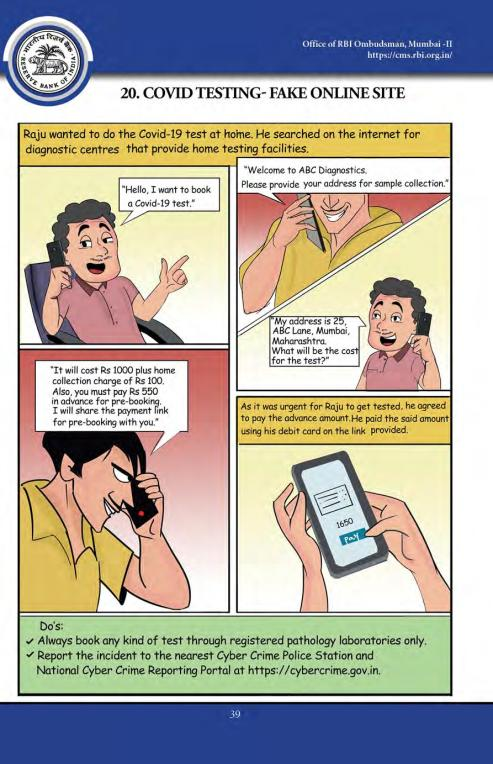 भारतीय रिज़र्व बैंक
RESERVE BANK OF INDIA
Office of RBI Ombudsman, Mumbai -II
https://cms.rbi.org.in/
20. COVID TESTING- FAKE ONLINE SITE
Raju wanted to do the Covid-19 test at home. He searched on the internet for
diagnostic centres that provide home testing facilities.
"Hello, I want to book
a Covid-19 test."
"Welcome to ABC Diagnostics.
Please provide your address for sample collection."
"My address is 25,
ABC Lane, Mumbai,
Maharashtra.
What will be the cost
for the test?"
"It will cost Rs 1000 plus home
collection charge of Rs 100.
Also, you must pay Rs 550
in advance for pre-booking.
I will share the payment link
for pre-booking with you."
As it was urgent for Raju to get tested, he agreed
to pay the advance amount.He paid the said amount
using his debit card on the link provided.
1650
Pay
Do's:
✓ Always book any kind of test through registered pathology laboratories only.
✓ Report the incident to the nearest Cyber Crime Police Station and
National Cyber Crime Reporting Portal at https://cybercrime.gov.in.
39